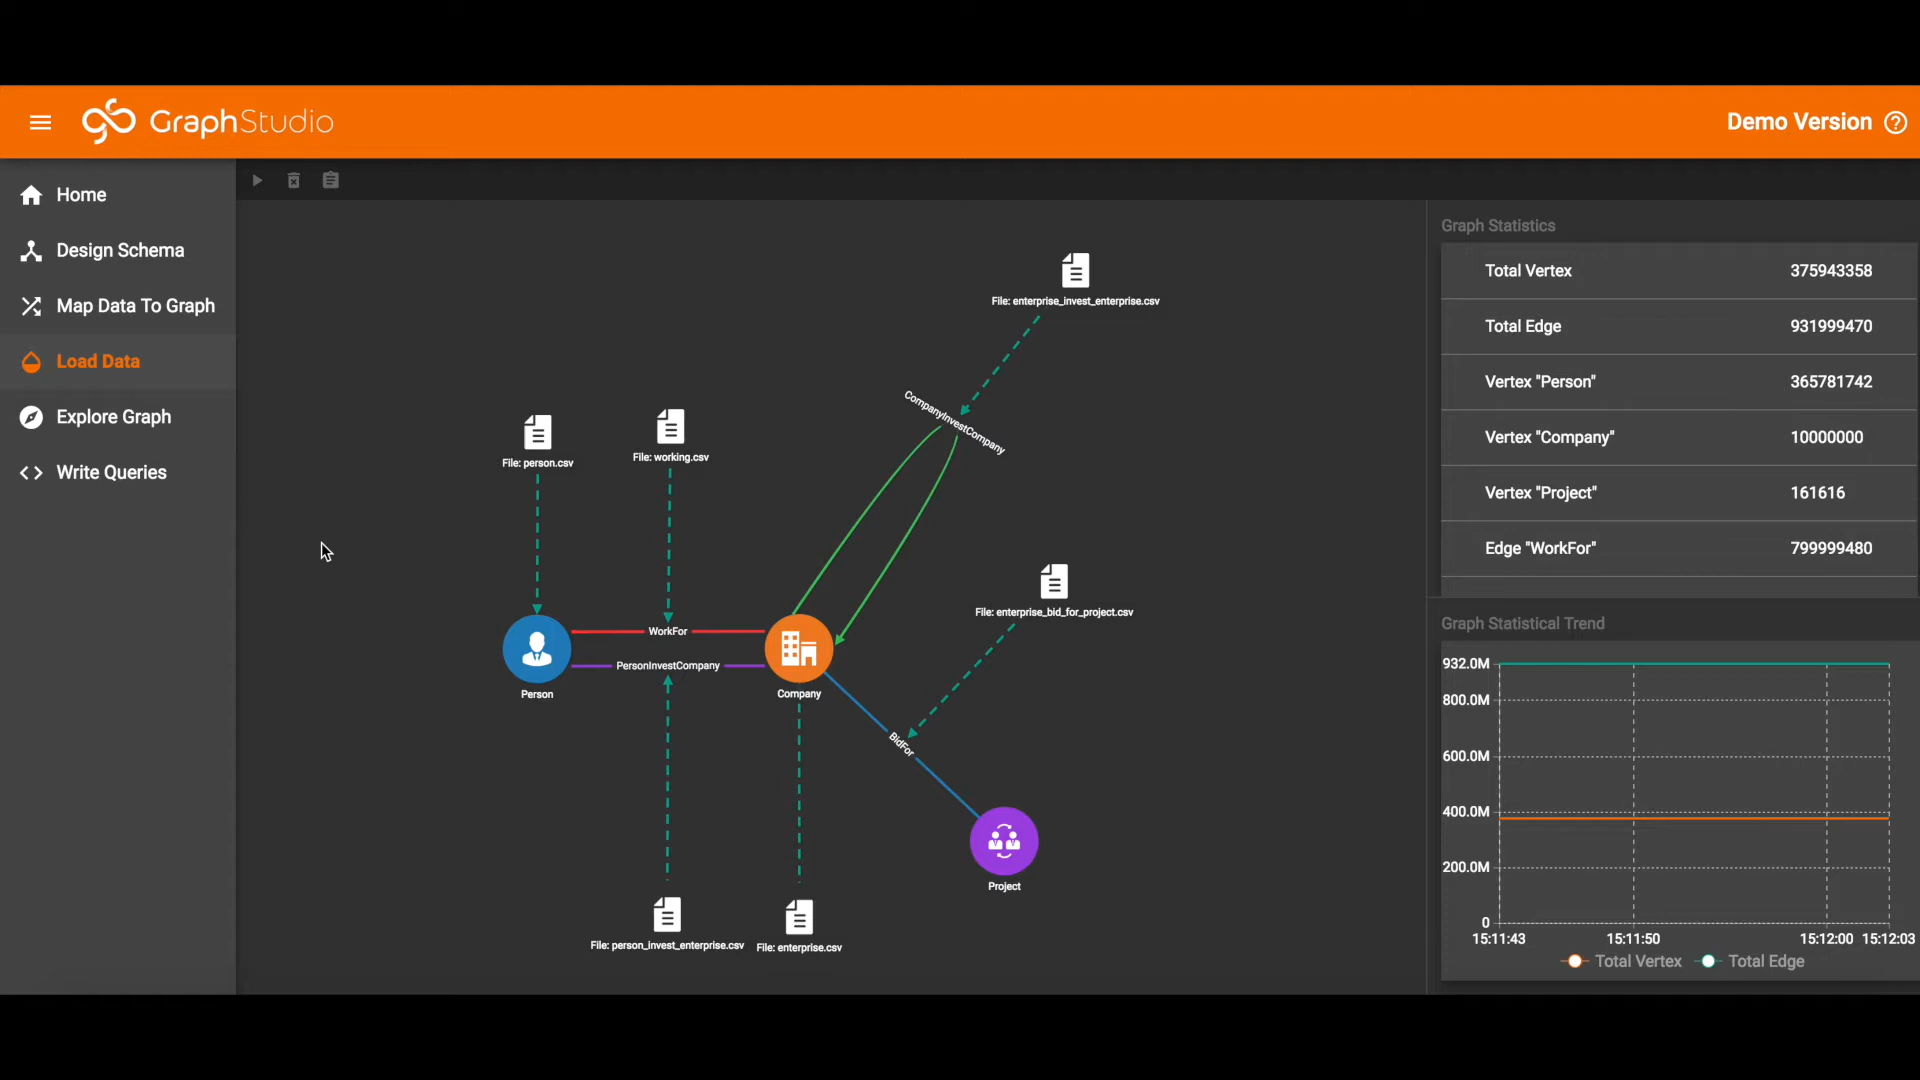 GraphStudio
Demo Version
Home
Design Schema
Map Data To Graph
Load Data
Explore Graph
Write Queries
File: enterprise_invest_enterprise.csv
CompanyInvestCompany
File: person.csv
File: working.csv
File: enterprise_bid_for_project.csv
WorkFor
PersonInvestCompany
Person
Company
BidFor
Project
File: person_invest_enterprise.csv
File: enterprise.csv
Graph Statistics
Total Vertex 375943358
Total Edge 931999470
Vertex "Person" 365781742
Vertex "Company" 10000000
Vertex "Project" 161616
Edge "WorkFor" 799999480
Graph Statistical Trend
932.0M
800.0M
600.0M
400.0M
200.0M
0
15:11:43 15:11:50 15:12:00 15:12:03
Total Vertex Total Edge